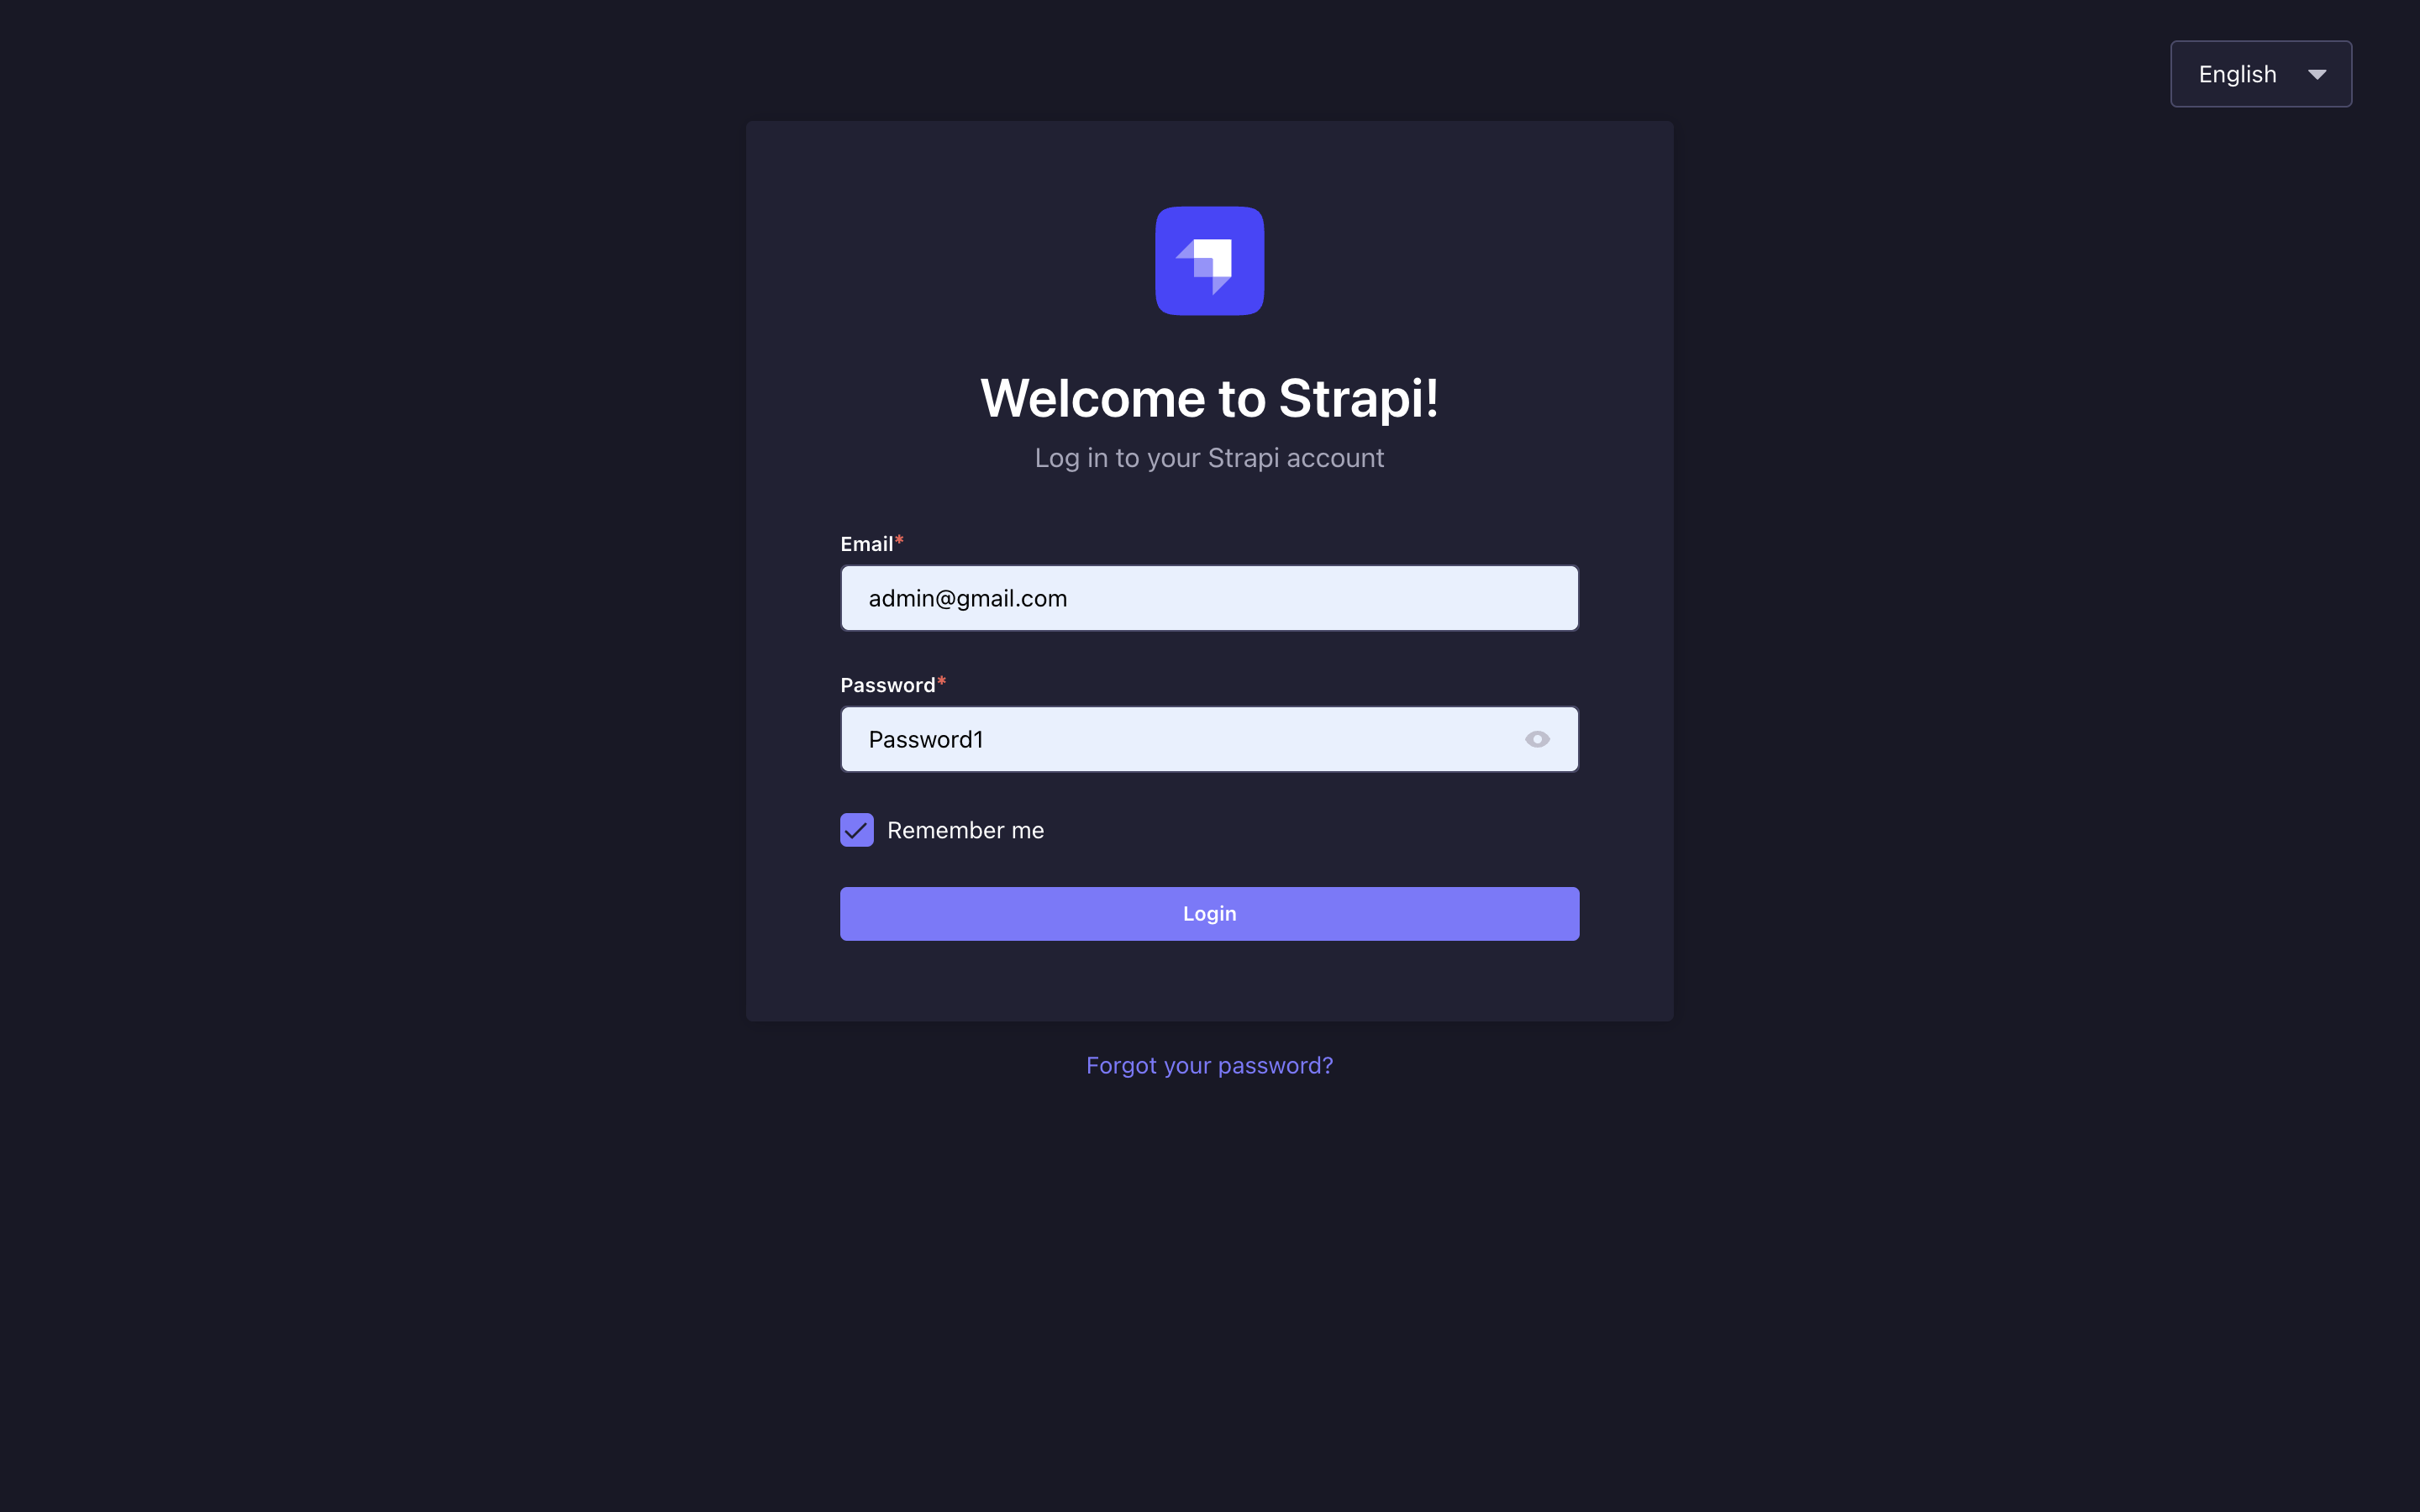 English
Welcome to Strapi!
Log in to your Strapi account
Email*
admin@gmail.com
Password*
Password1
Remember me
Login
Forgot your password?